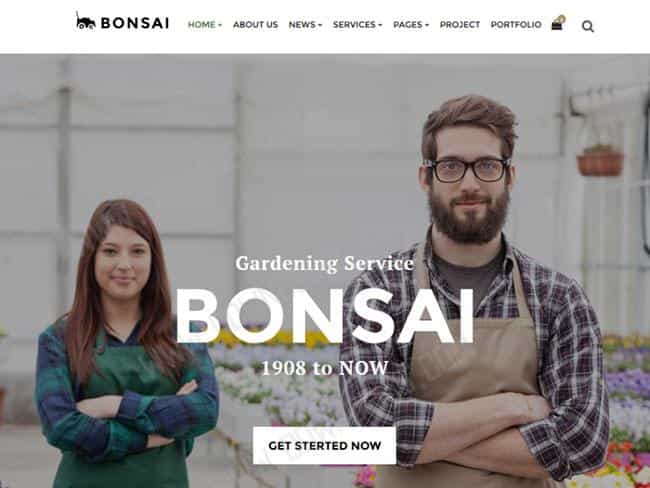 BONSAI
HOME ABOUT US NEWS SERVICES PAGES PROJECT PORTFOLIO
Gardening Service
BONSAI
1908 to NOW
GET STERTED NOW